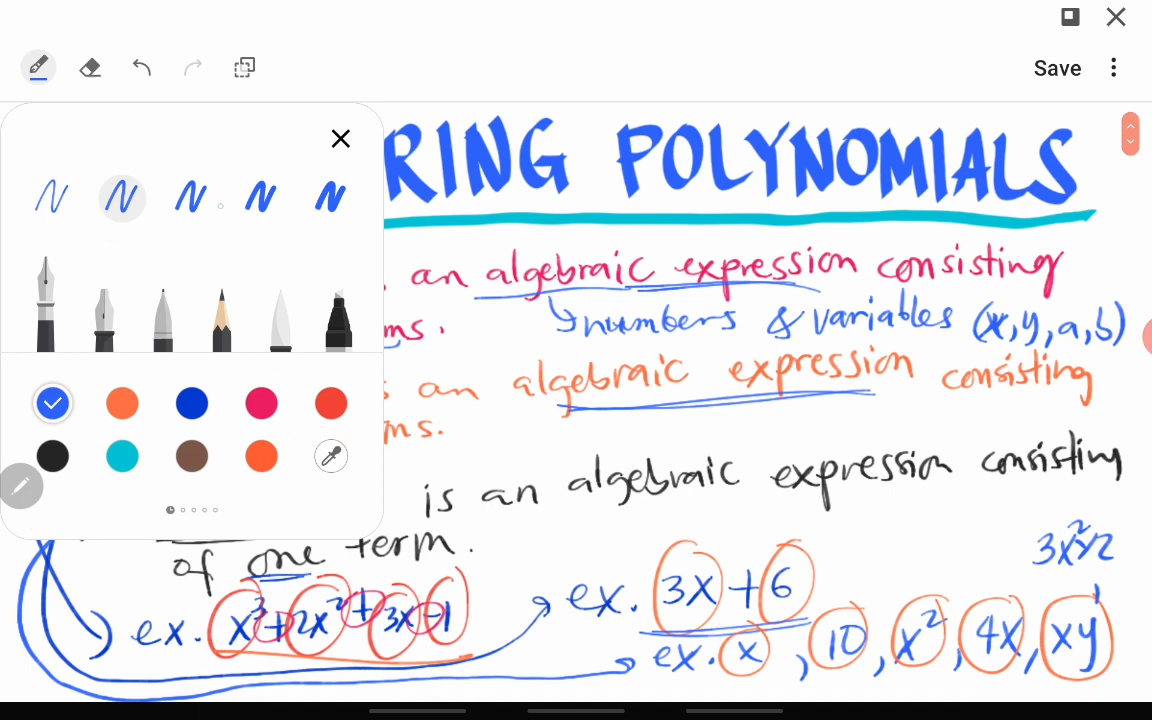 Save
RING POLYNOMIALS
an algebraic expression consisting
ms.
numbers & variables (x,y,a,b)
s an algebraic expression consisting
ms.
is an algebraic expression consisting
of one term.
3x²y²
ex. x³+2x²+3x-1
ex. 3x+6
ex. x, 10, x², 4x, xy